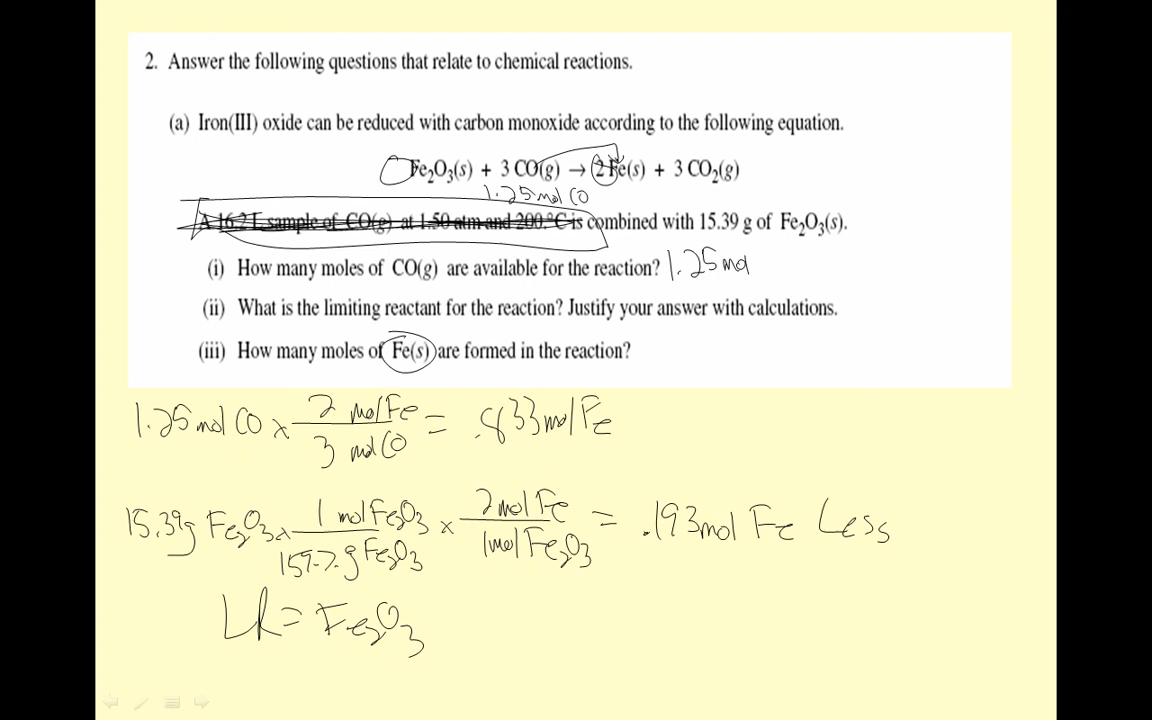 2. Answer the following questions that relate to chemical reactions.
(a) Iron(III) oxide can be reduced with carbon monoxide according to the following equation.
Fe₂O₃(s) + 3 CO(g) → 2 Fe(s) + 3 CO₂(g)
1.25 mol CO
A 16.2 L sample of CO(g) at 1.50 atm and 200.°C is combined with 15.39 g of Fe₂O₃(s).
(i) How many moles of CO(g) are available for the reaction? 1.25 mol
(ii) What is the limiting reactant for the reaction? Justify your answer with calculations.
(iii) How many moles of Fe(s) are formed in the reaction?
1.25 mol CO × 2 mol Fe / 3 mol CO = .833 mol Fe
15.39g Fe₂O₃ × 1 mol Fe₂O₃ / 159.7 g Fe₂O₃ × 2 mol Fe / 1 mol Fe₂O₃ = .193 mol Fe Less
LR = Fe₂O₃